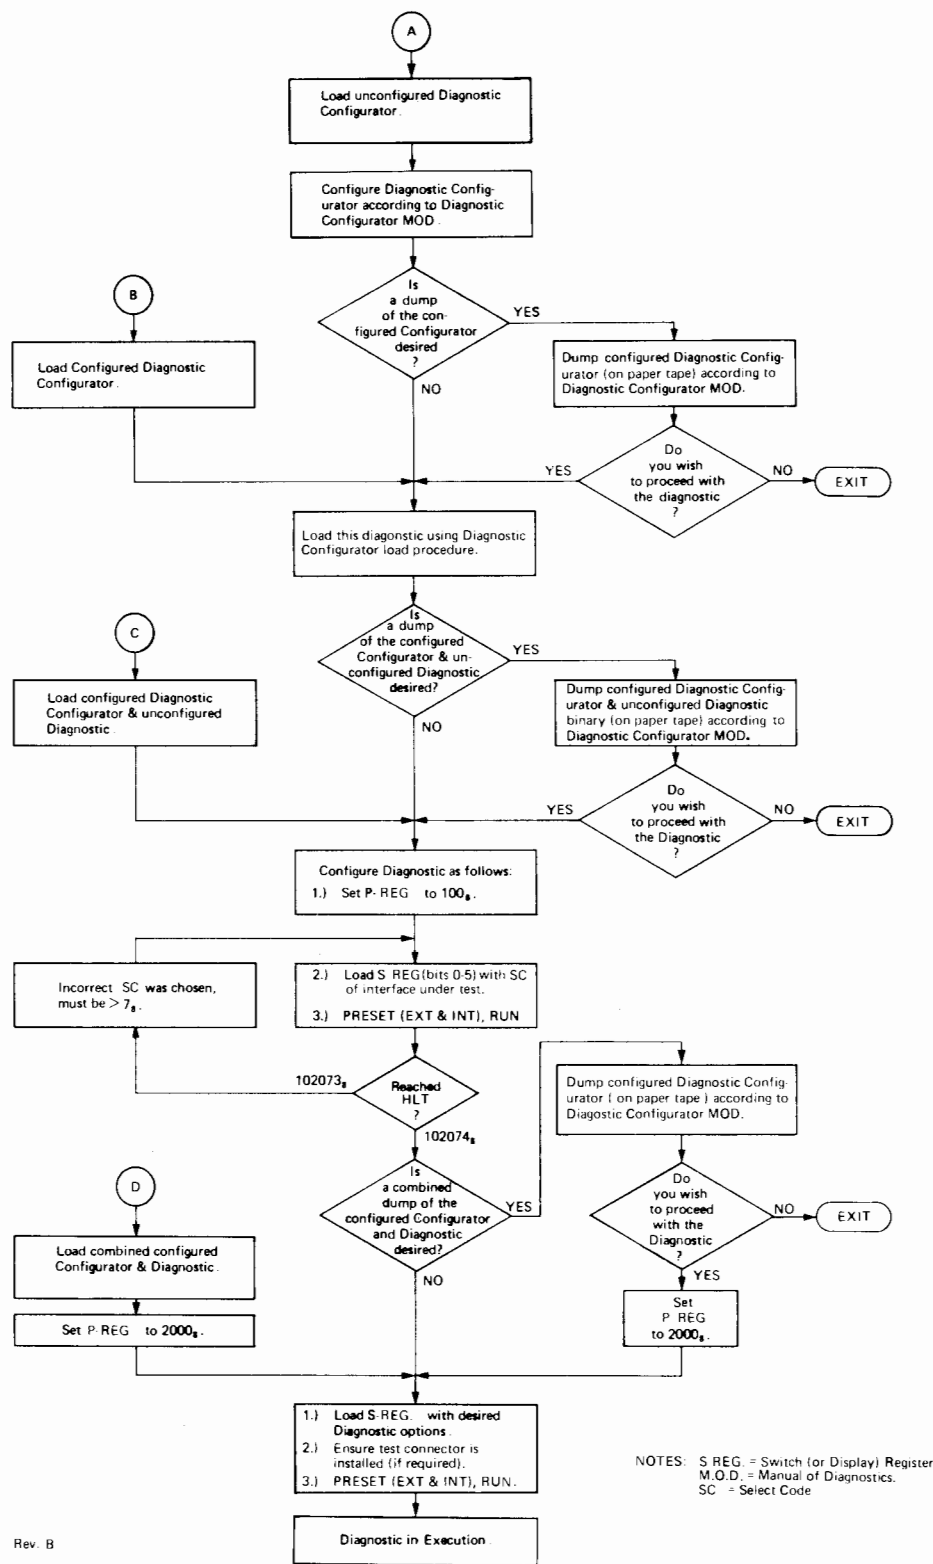 A
Load unconfigured Diagnostic
Configurator.
Configure Diagnostic Config-
urator according to Diagnostic
Configurator MOD.
Is
a dump
of the con-
figured Configurator
desired
?
YES
NO
B
Load Configured Diagnostic
Configurator.
Dump configured Diagnostic Config-
urator (on paper tape) according to
Diagnostic Configurator MOD.
Do
you wish
to proceed with
the diagnostic
?
YES
NO
EXIT
Load this diagonstic using Diagnostic
Configurator load procedure.
Is
a dump
of the configured
Configurator & un-
configured Diagnostic
desired?
YES
NO
C
Load configured Diagnostic
Configurator & unconfigured
Diagnostic.
Dump configured Diagnostic Config-
urator & unconfigured Diagnostic
binary (on paper tape) according to
Diagnostic Configurator MOD.
Do
you wish
to proceed with
the Diagnostic
?
YES
NO
EXIT
Configure Diagnostic as follows:
1.) Set P-REG to 100₈.
Incorrect SC was chosen,
must be > 7₈.
2.) Load S REG (bits 0-5) with SC
of interface under test.
3.) PRESET (EXT & INT), RUN
102073₈
Reached
HLT
?
102074₈
Dump configured Diagnostic Config-
urator ( on paper tape ) according to
Diagostic Configurator MOD.
Is
a combined
dump of the
configured Configurator
and Diagnostic
desired?
YES
NO
Do
you wish
to proceed
with the
Diagnostic
?
NO
EXIT
YES
D
Load combined configured
Configurator & Diagnostic.
Set P-REG to 2000₈.
Set
P REG
to 2000₈.
1.) Load S-REG. with desired
Diagnostic options.
2.) Ensure test connector is
installed (if required).
3.) PRESET (EXT & INT), RUN.
Diagnostic in Execution.
NOTES: S REG. = Switch (or Display) Register
M.O.D. = Manual of Diagnostics.
SC = Select Code
Rev. B